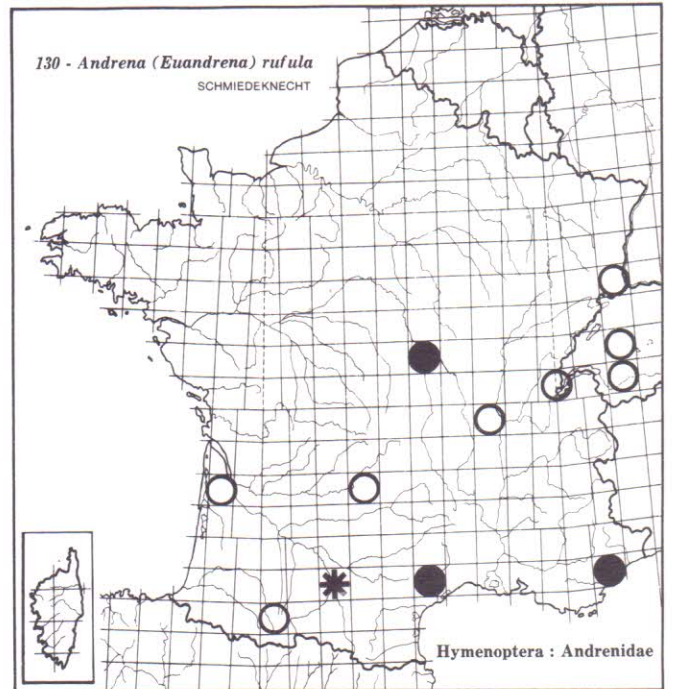 130 - Andrena (Euandrena) rufula
SCHMIEDEKNECHT
Hymenoptera : Andrenidae